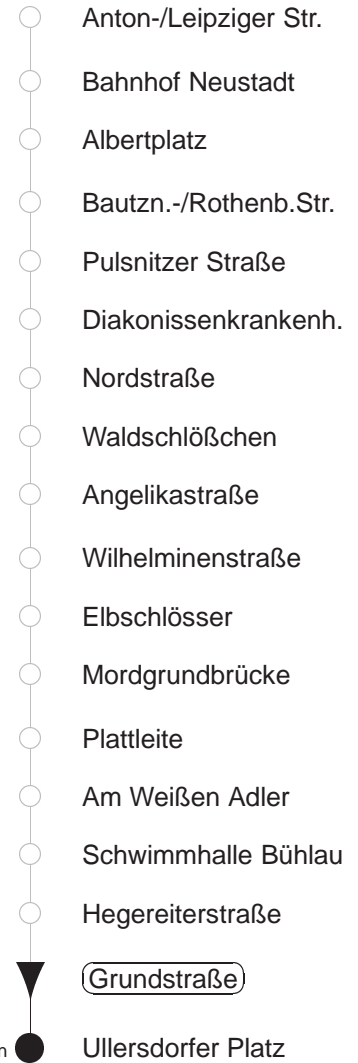 Anton-/Leipziger Str.
Bahnhof Neustadt
Albertplatz
Bautzn.-/Rothenb.Str.
Pulsnitzer Straße
Diakonissenkrankenh.
Nordstraße
Waldschlößchen
Angelikastraße
Wilhelminenstraße
Elbschlösser
Mordgrundbrücke
Plattleite
Am Weißen Adler
Schwimmhalle Bühlau
Hegereiterstraße
Grundstraße
Ullersdorfer Platz